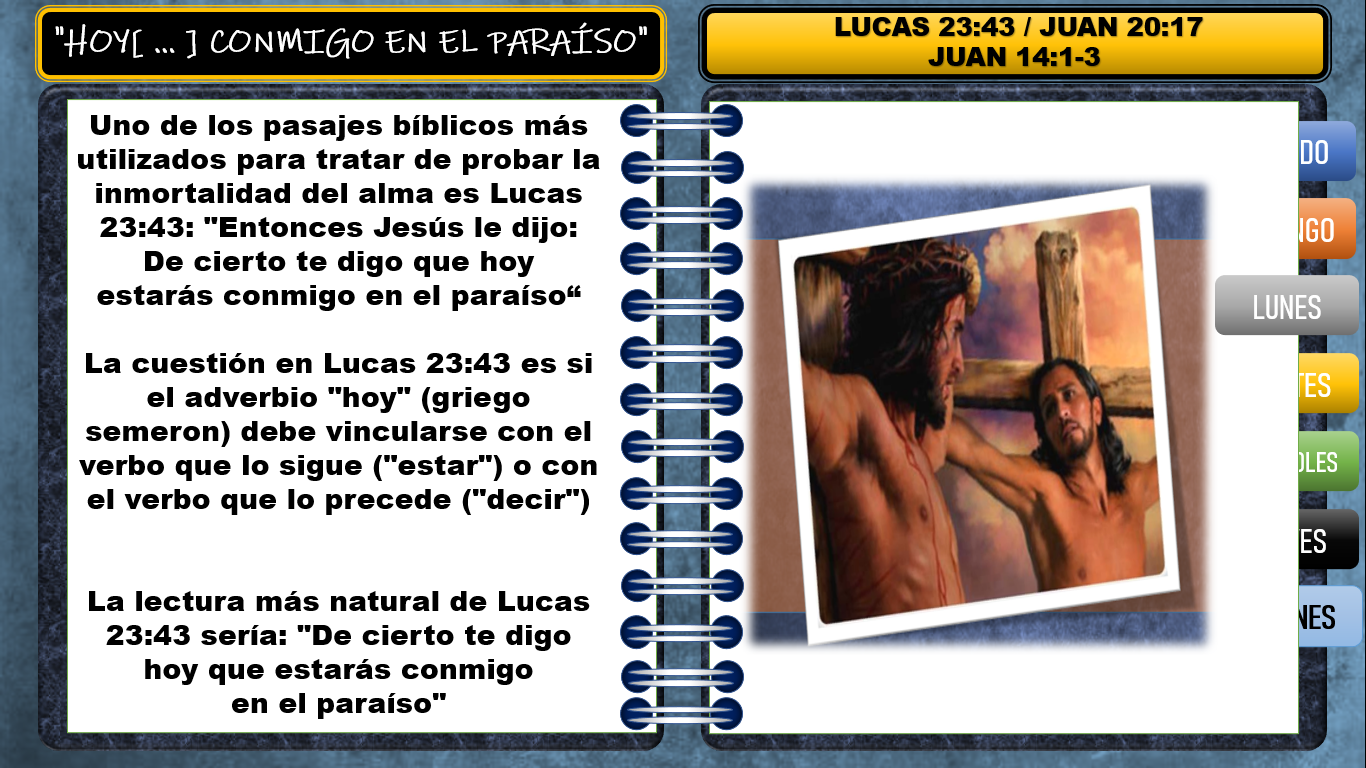 "HOY[ ... ] CONMIGO EN EL PARAÍSO"
LUCAS 23:43 / JUAN 20:17
JUAN 14:1-3
Uno de los pasajes bíblicos más
utilizados para tratar de probar la
inmortalidad del alma es Lucas
23:43: "Entonces Jesús le dijo:
De cierto te digo que hoy
estarás conmigo en el paraíso“
La cuestión en Lucas 23:43 es si
el adverbio "hoy" (griego
semeron) debe vincularse con el
verbo que lo sigue ("estar") o con
el verbo que lo precede ("decir")
La lectura más natural de Lucas
23:43 sería: "De cierto te digo
hoy que estarás conmigo
en el paraíso"
DO
NGO
LUNES
TES
OLES
ES
NES